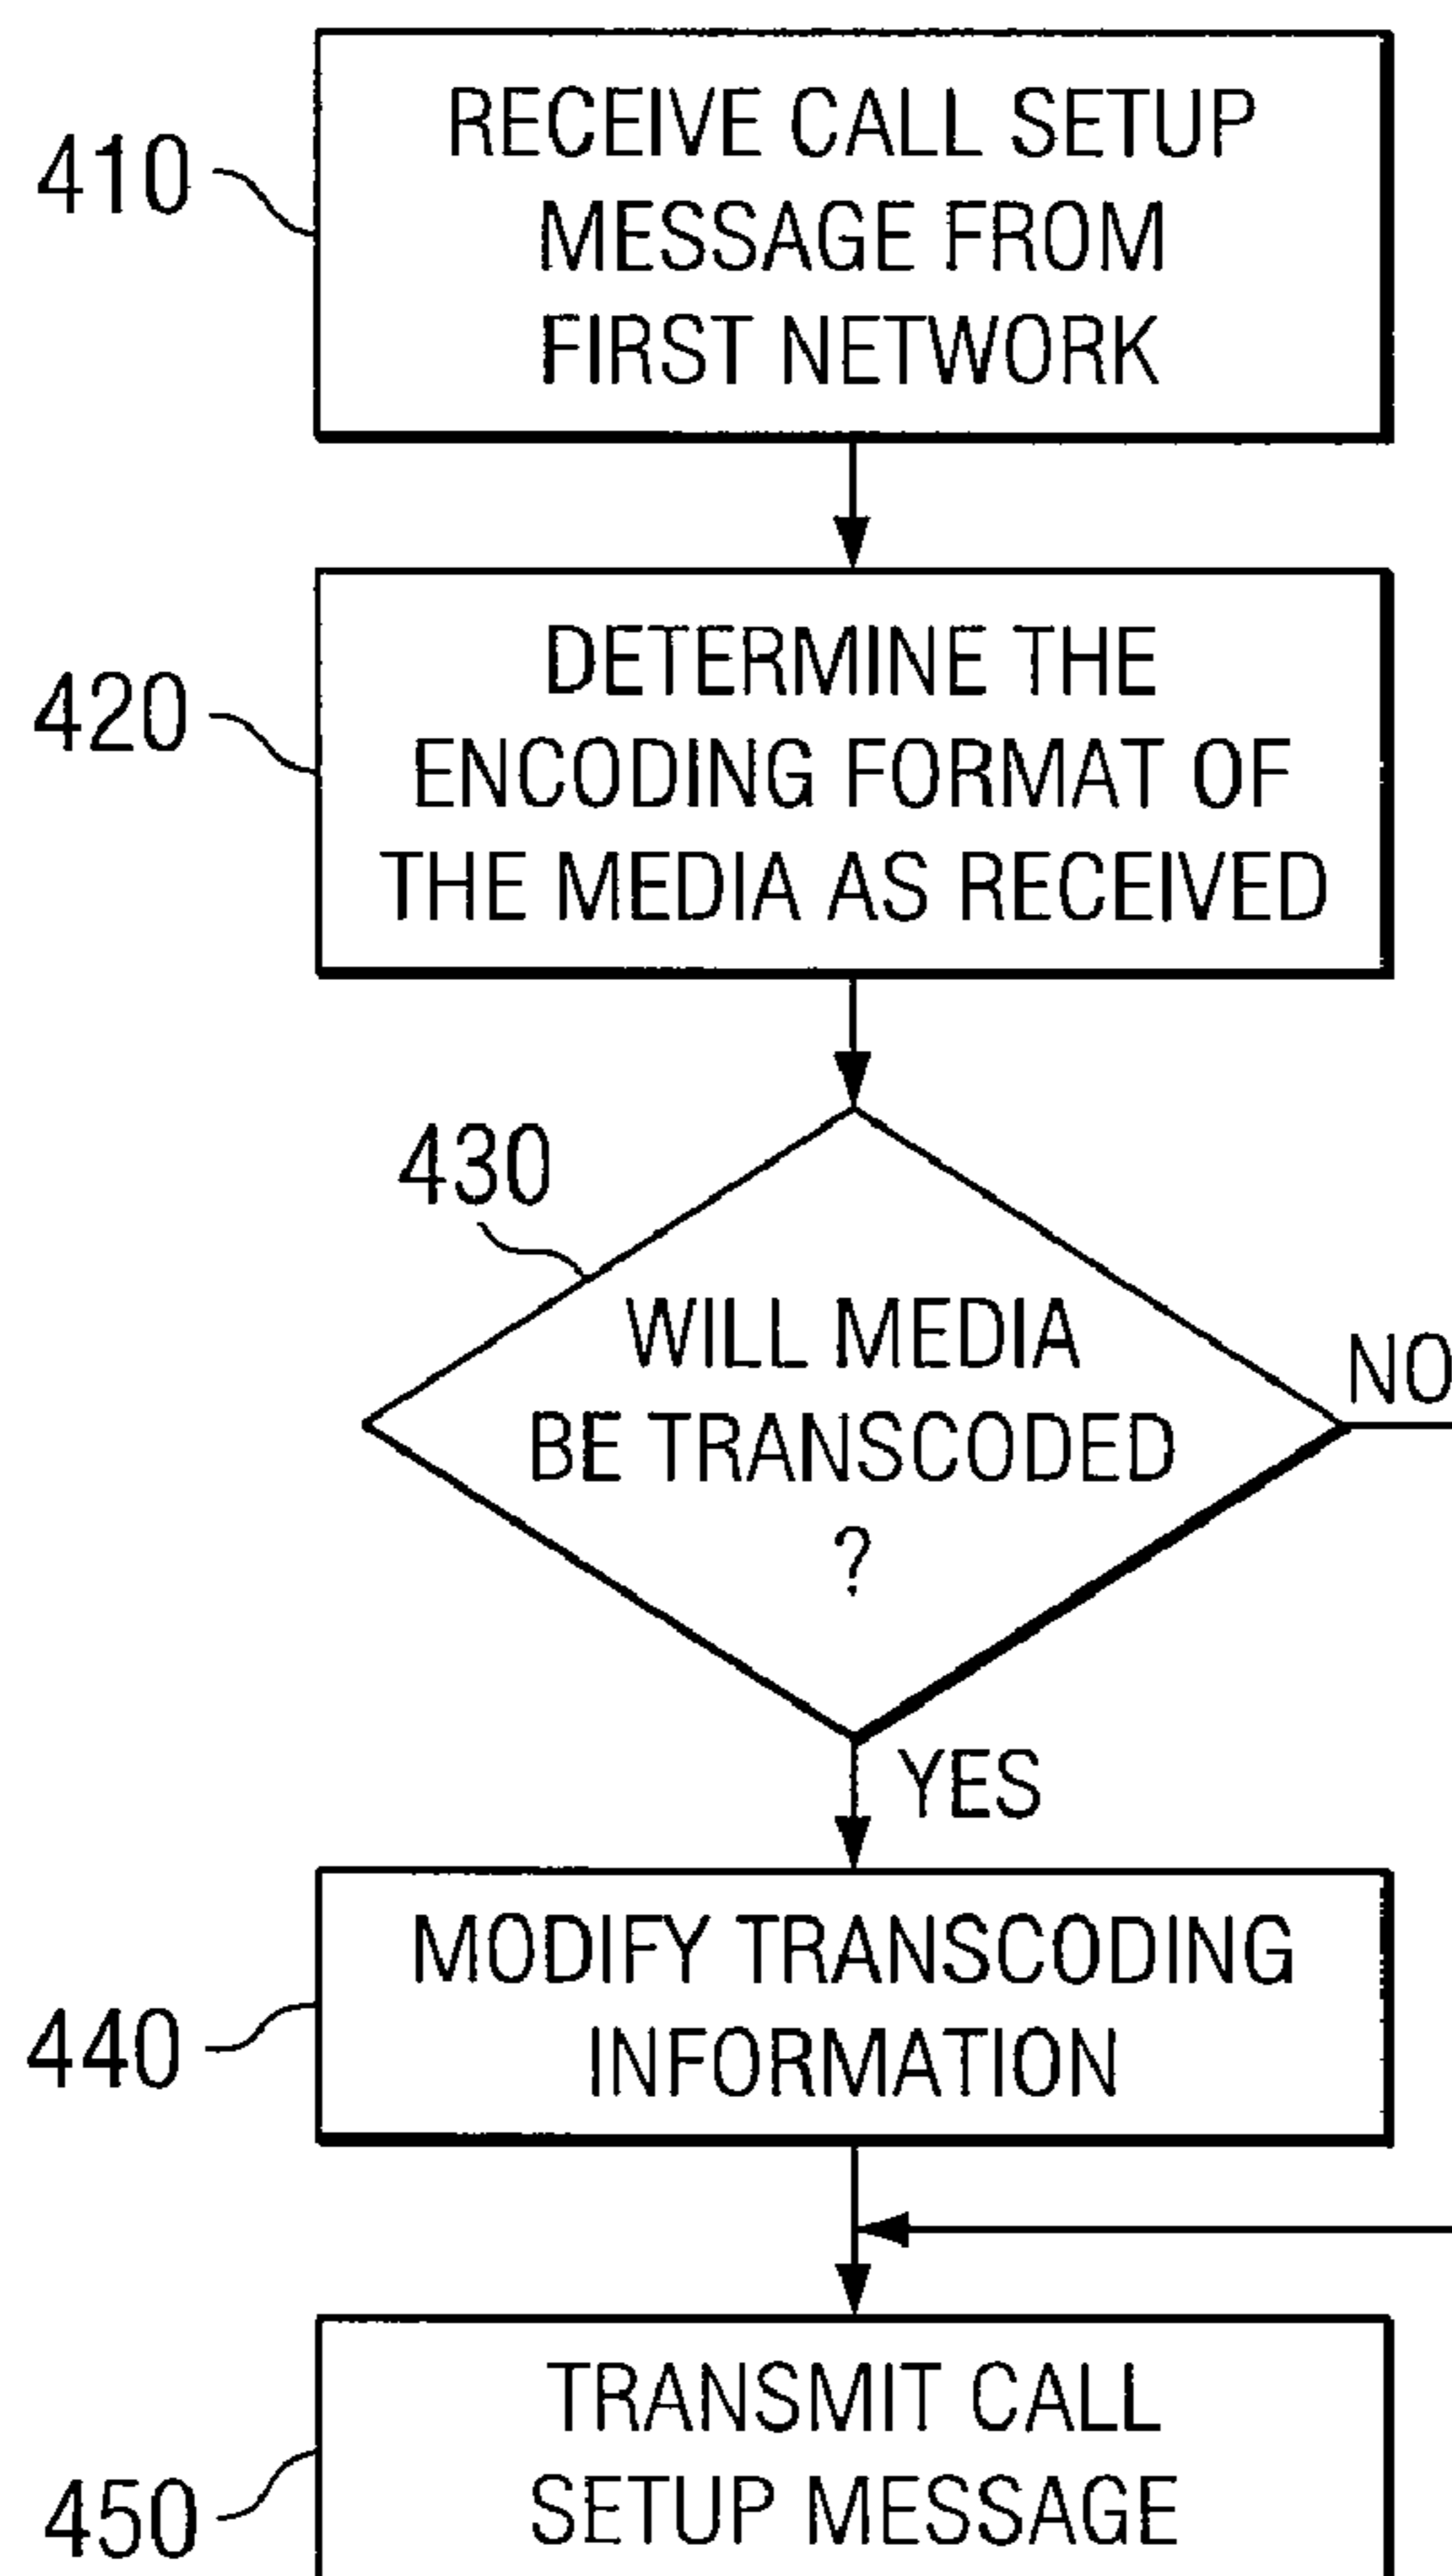 410
RECEIVE CALL SETUP
MESSAGE FROM
FIRST NETWORK
420
DETERMINE THE
ENCODING FORMAT OF
THE MEDIA AS RECEIVED
430
WILL MEDIA
BE TRANSCODED
?
NO
YES
440
MODIFY TRANSCODING
INFORMATION
450
TRANSMIT CALL
SETUP MESSAGE